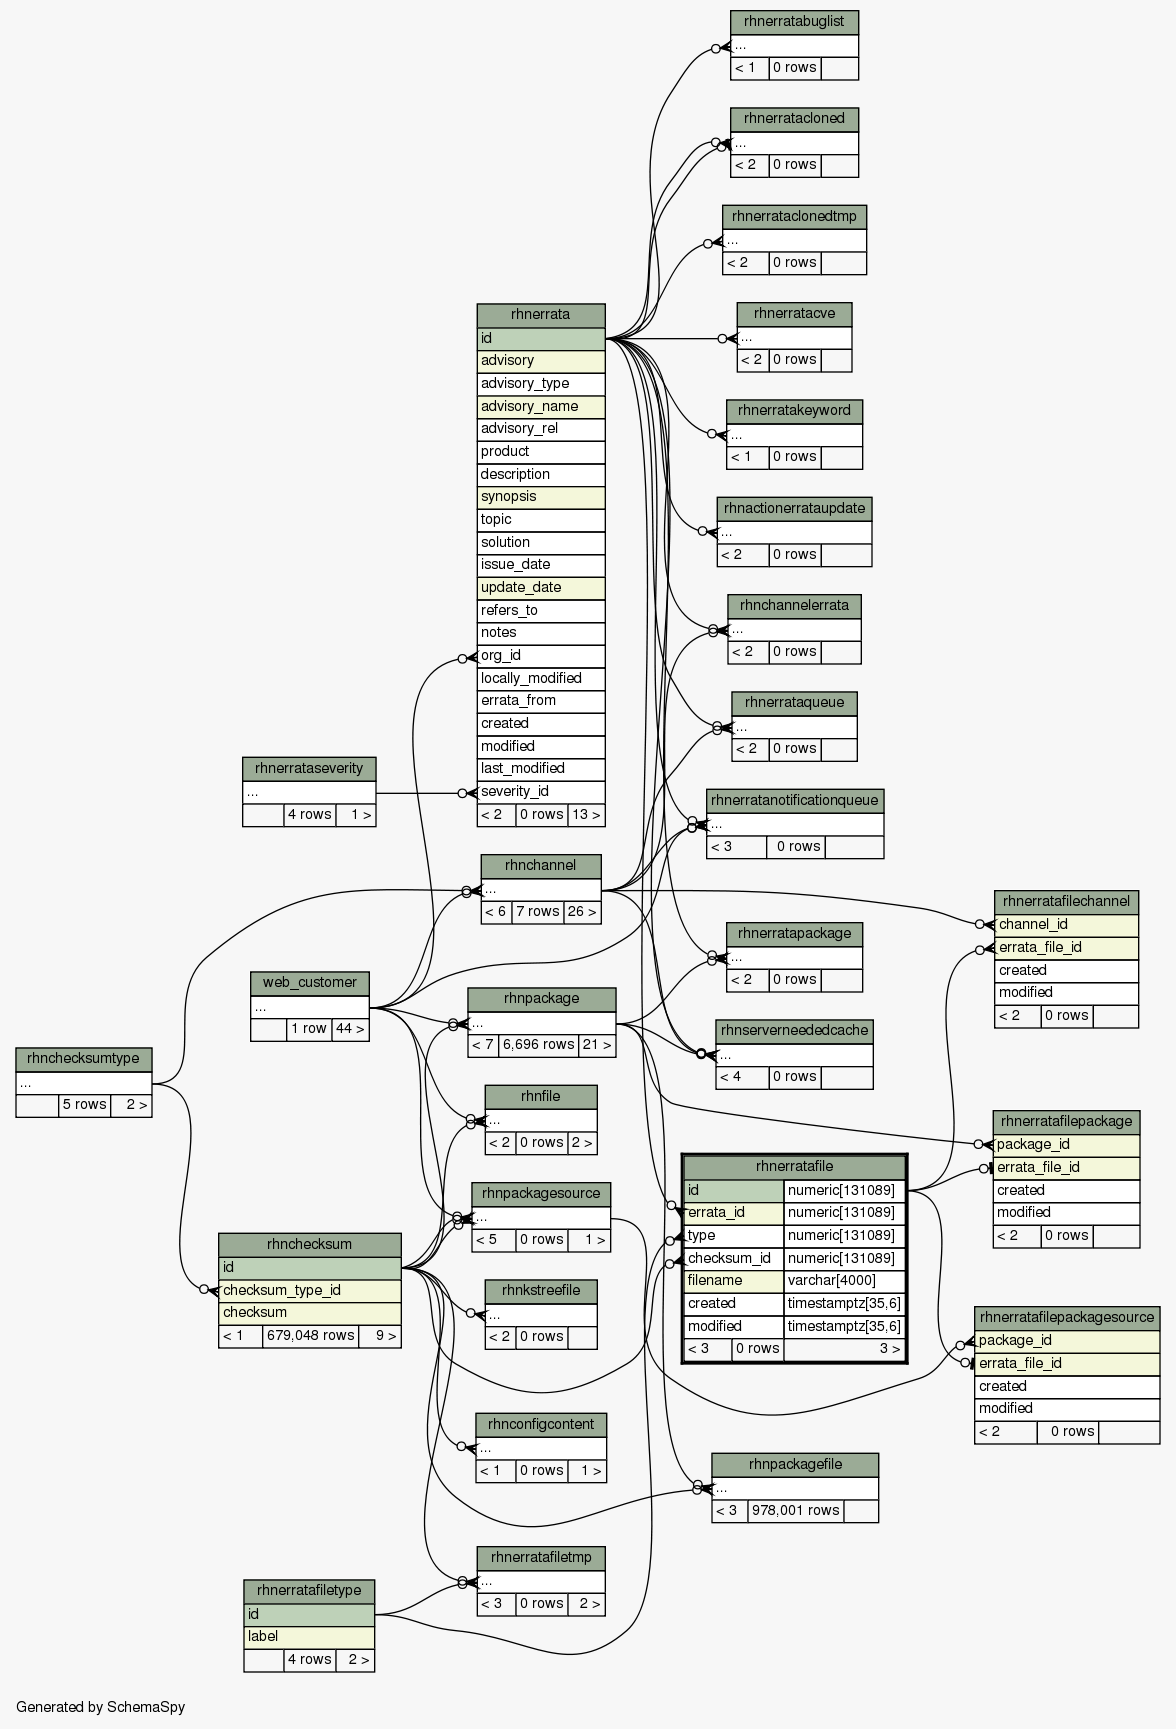 rhnerratabuglist
...
< 1 0 rows
rhnerratacloned
...
< 2 0 rows
rhnerrataclonedtmp
...
< 2 0 rows
rhnerratacve
...
< 2 0 rows
rhnerratakeyword
...
< 1 0 rows
rhnactionerrataupdate
...
< 2 0 rows
rhnchannelerrata
...
< 2 0 rows
rhnerrataqueue
...
< 2 0 rows
rhnerratanotificationqueue
...
< 3 0 rows
rhnerratapackage
...
< 2 0 rows
rhnserverneededcache
...
< 4 0 rows
rhnerrata
id
advisory
advisory_type
advisory_name
advisory_rel
product
description
synopsis
topic
solution
issue_date
update_date
refers_to
notes
org_id
locally_modified
errata_from
created
modified
last_modified
severity_id
< 2 0 rows 13 >
rhnerrataseverity
...
4 rows 1 >
rhnchannel
...
< 6 7 rows 26 >
web_customer
...
1 row 44 >
rhnpackage
...
< 7 6,696 rows 21 >
rhnchecksumtype
...
5 rows 2 >
rhnfile
...
< 2 0 rows 2 >
rhnpackagesource
...
< 5 0 rows 1 >
rhnchecksum
id
checksum_type_id
checksum
< 1 679,048 rows 9 >
rhnkstreefile
...
< 2 0 rows
rhnconfigcontent
...
< 1 0 rows 1 >
rhnerratafiletmp
...
< 3 0 rows 2 >
rhnerratafiletype
id
label
4 rows 2 >
rhnerratafile
id numeric[131089]
errata_id numeric[131089]
type numeric[131089]
checksum_id numeric[131089]
filename varchar[4000]
created timestamptz[35,6]
modified timestamptz[35,6]
< 3 0 rows 3 >
rhnpackagefile
...
< 3 978,001 rows
rhnerratafilechannel
channel_id
errata_file_id
created
modified
< 2 0 rows
rhnerratafilepackage
package_id
errata_file_id
created
modified
< 2 0 rows
rhnerratafilepackagesource
package_id
errata_file_id
created
modified
< 2 0 rows
Generated by SchemaSpy